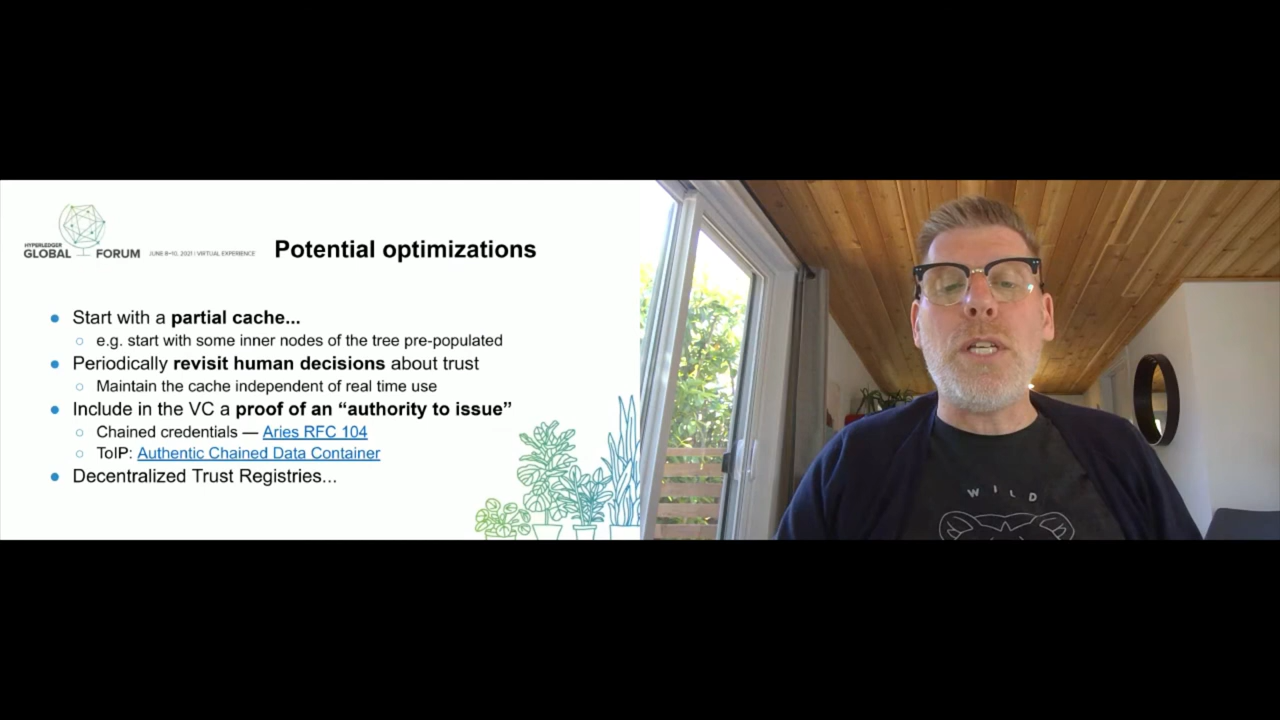 HYPERLEDGER
GLOBAL FORUM JUNE 8–10, 2021 | VIRTUAL EXPERIENCE
Potential optimizations
Start with a partial cache...
e.g. start with some inner nodes of the tree pre-populated
Periodically revisit human decisions about trust
Maintain the cache independent of real time use
Include in the VC a proof of an “authority to issue”
Chained credentials — Aries RFC 104
ToIP: Authentic Chained Data Container
Decentralized Trust Registries...
WILD